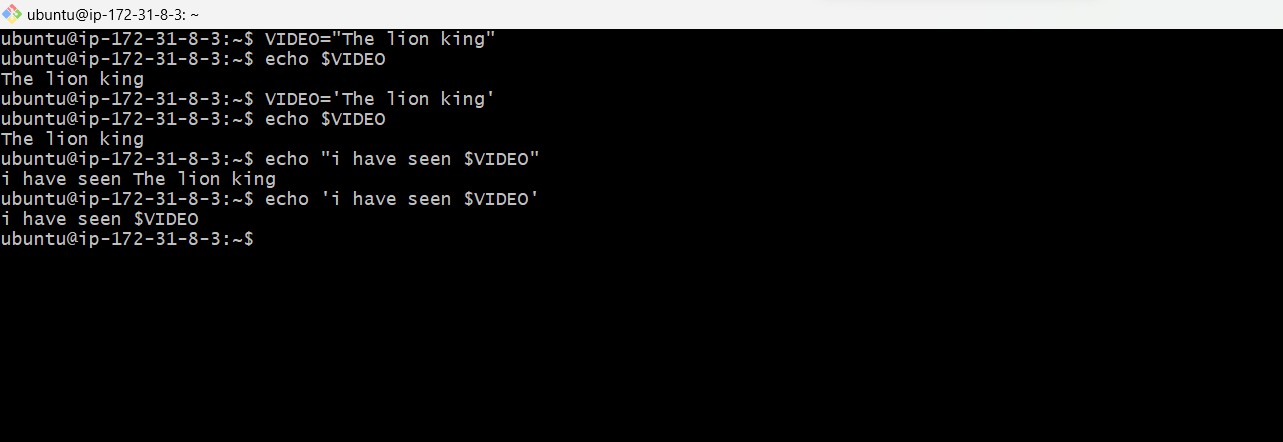 ubuntu@ip-172-31-8-3: ~
ubuntu@ip-172-31-8-3:~$ VIDEO="The lion king"
ubuntu@ip-172-31-8-3:~$ echo $VIDEO
The lion king
ubuntu@ip-172-31-8-3:~$ VIDEO='The lion king'
ubuntu@ip-172-31-8-3:~$ echo $VIDEO
The lion king
ubuntu@ip-172-31-8-3:~$ echo "i have seen $VIDEO"
i have seen The lion king
ubuntu@ip-172-31-8-3:~$ echo 'i have seen $VIDEO'
i have seen $VIDEO
ubuntu@ip-172-31-8-3:~$